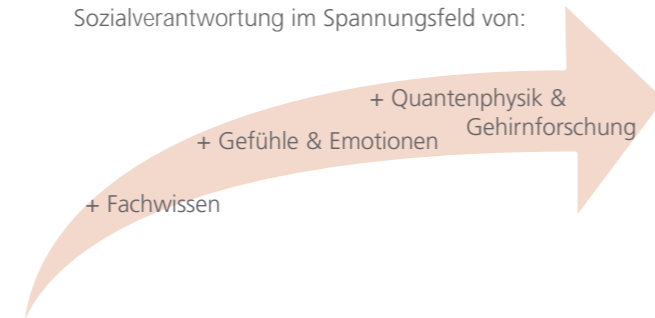 Sozialverantwortung im Spannungsfeld von:
+ Quantenphysik &
Gehirnforschung
+ Gefühle & Emotionen
+ Fachwissen